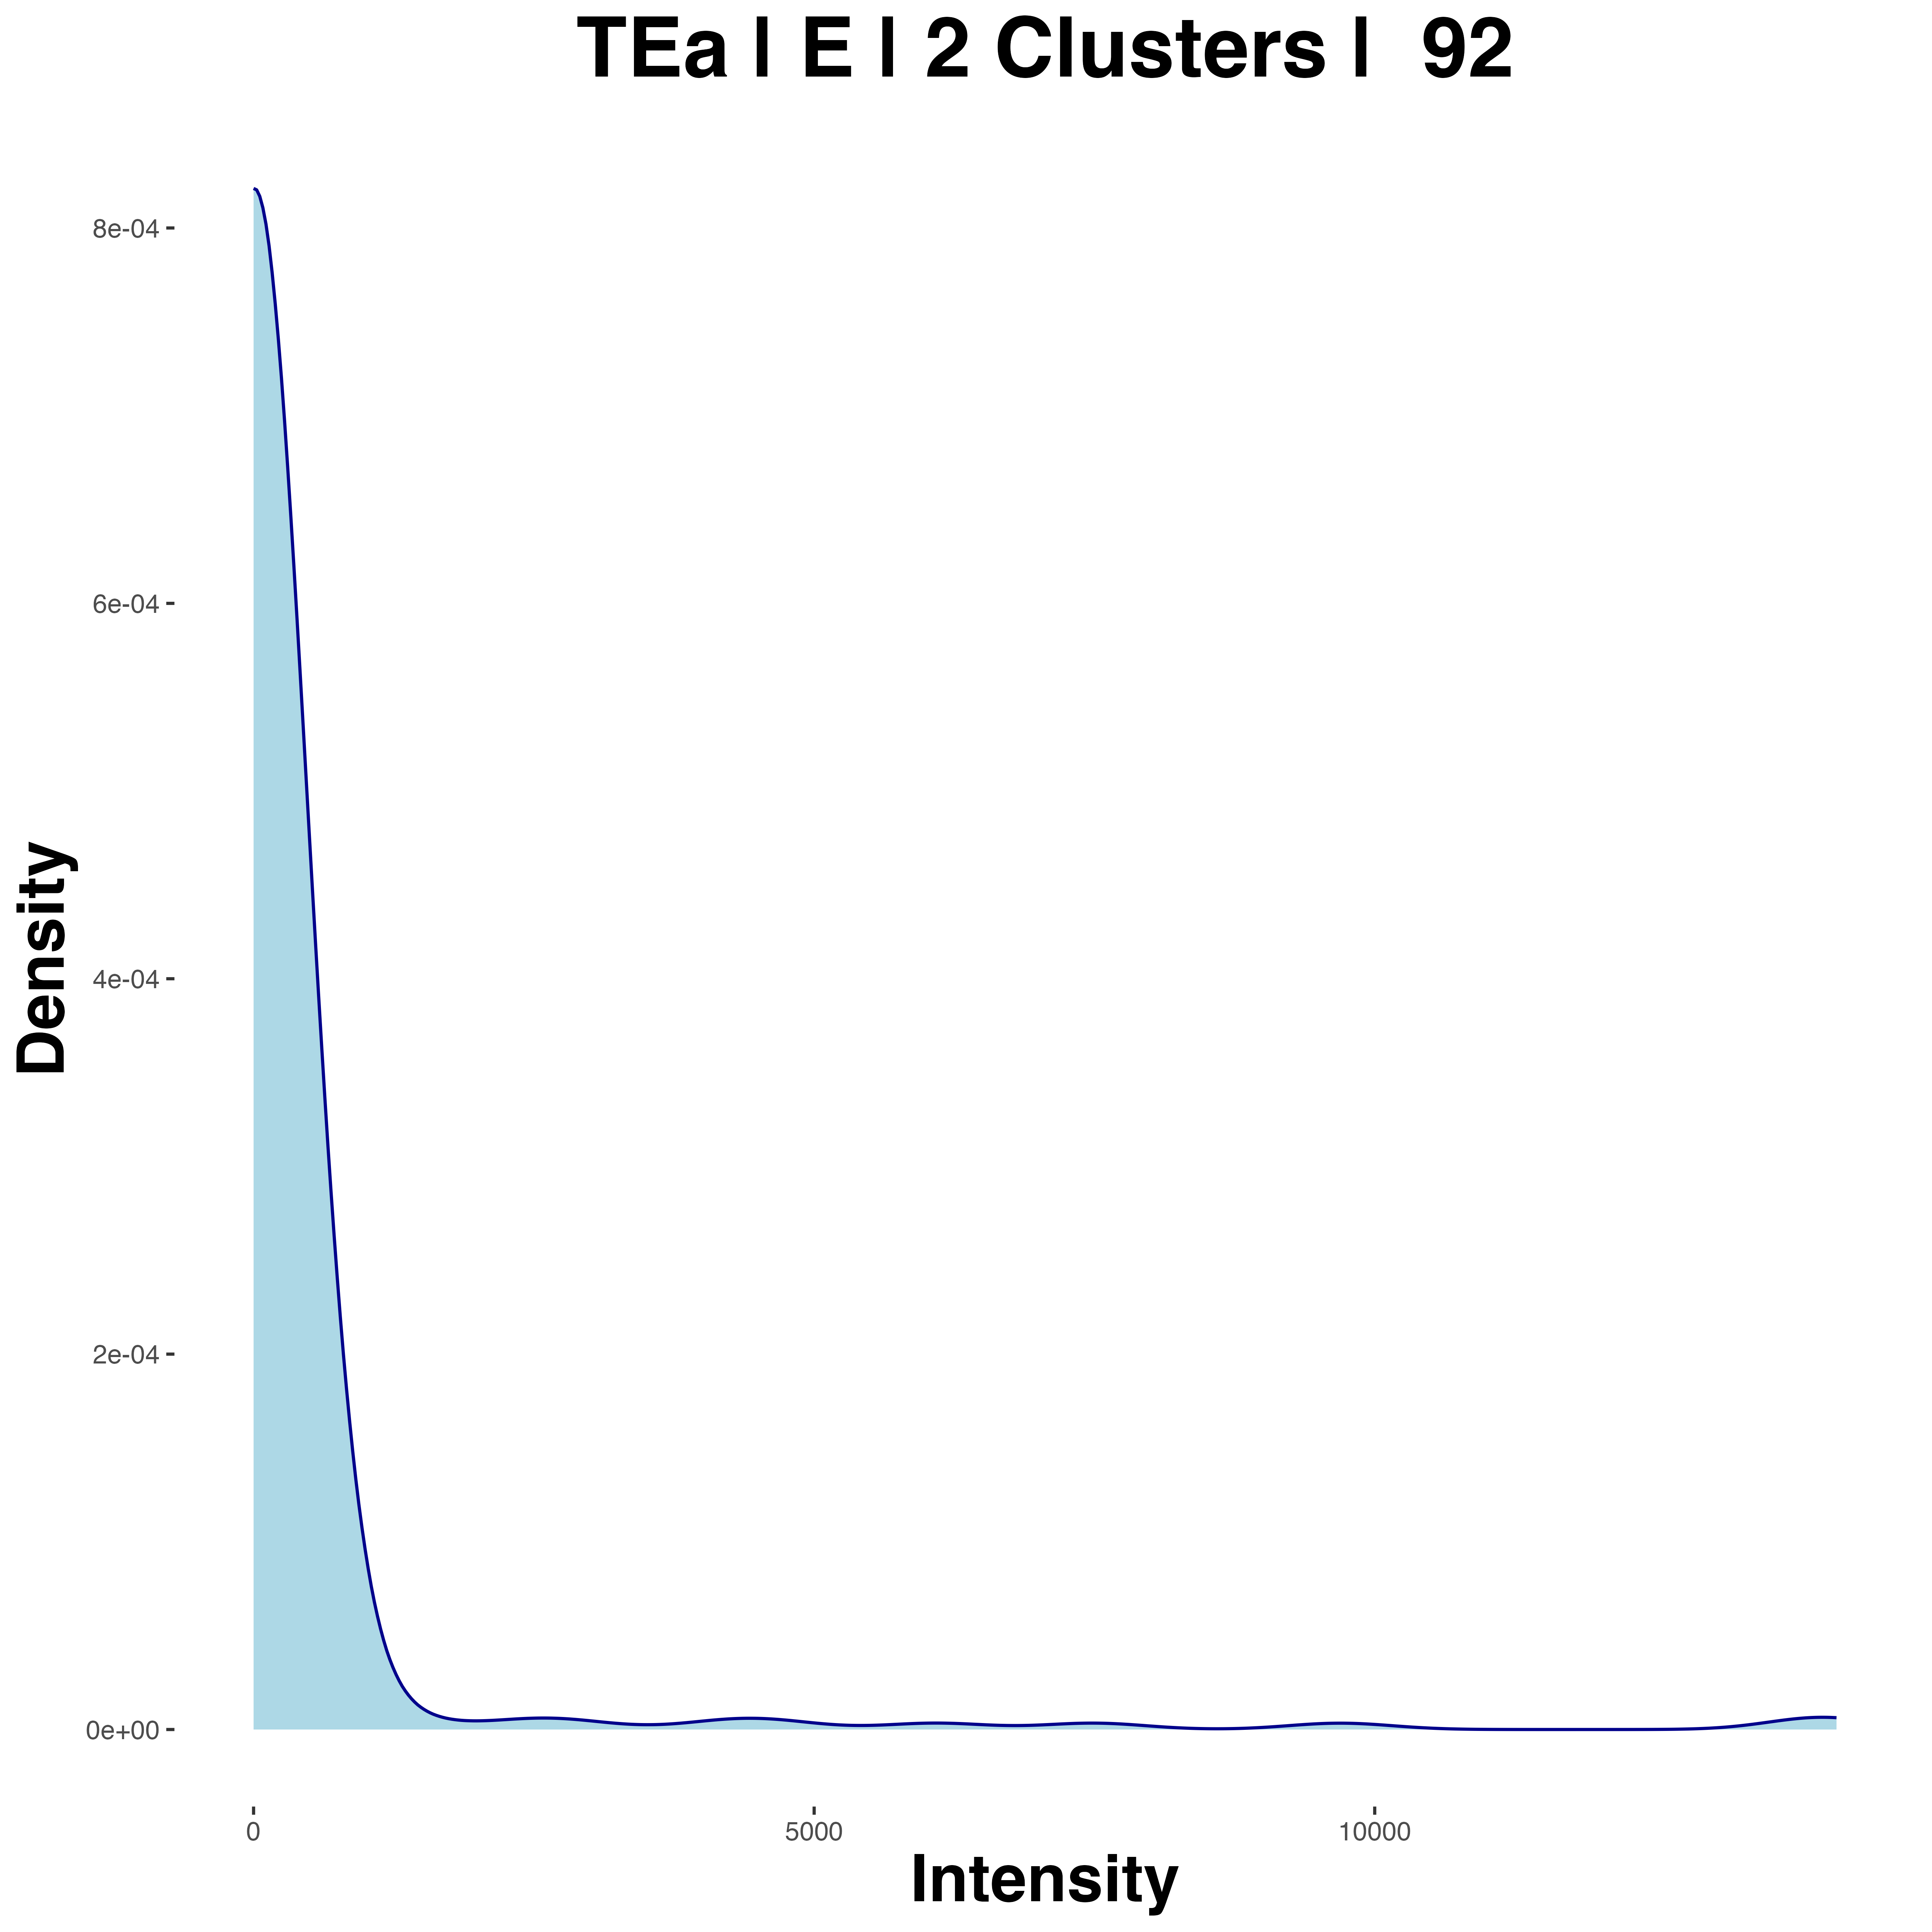 TEa | E | 2 Clusters | 92
8e-04
6e-04
4e-04
2e-04
0e+00
Density
0
5000
10000
Intensity